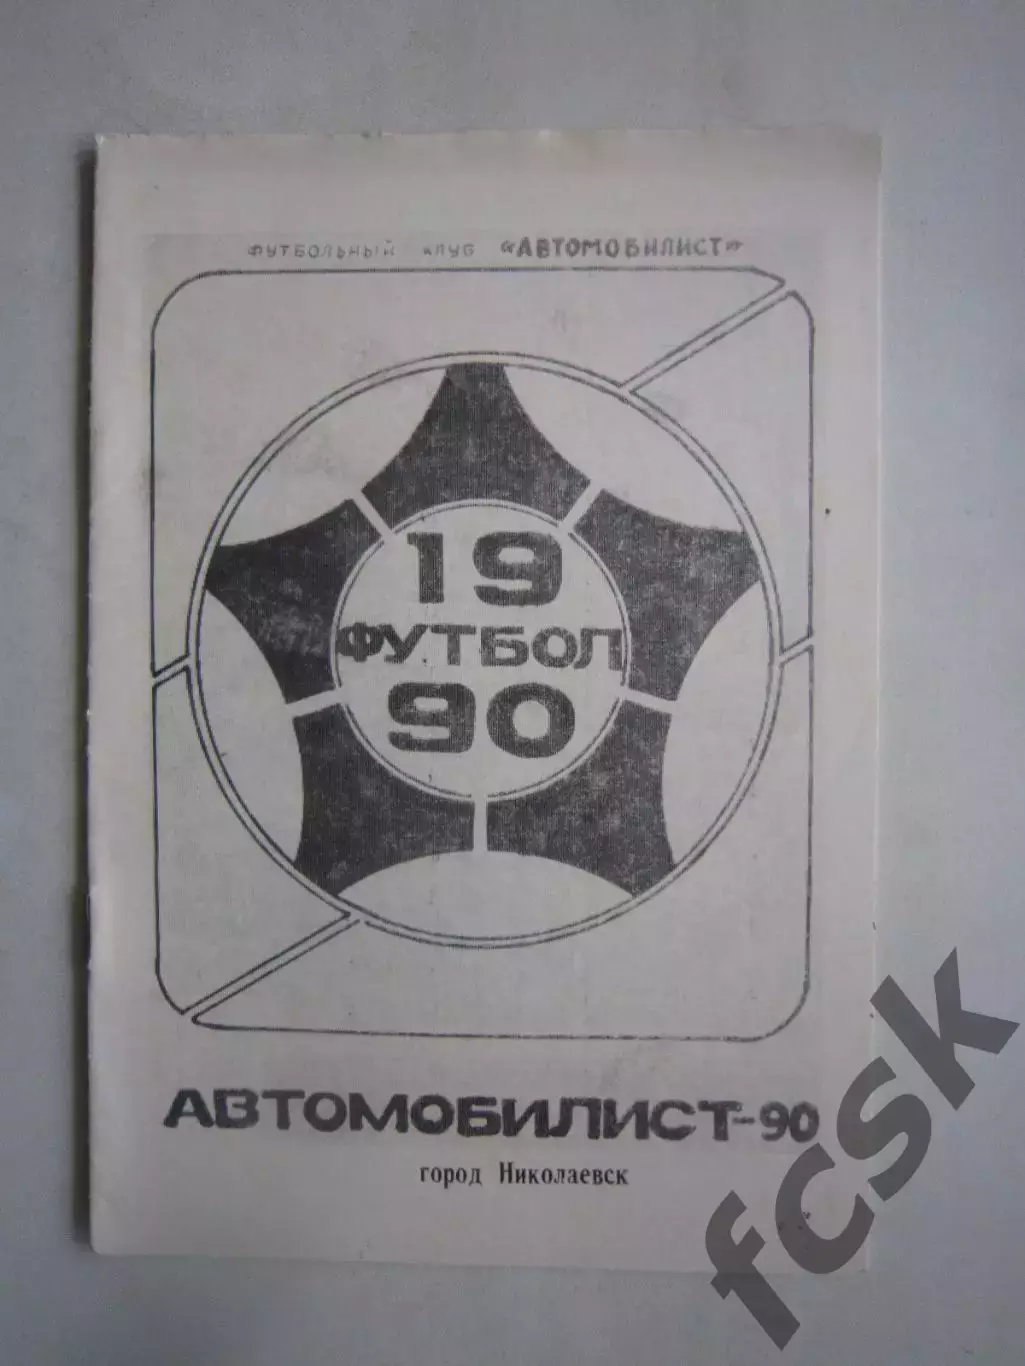 ФУТБОЛЬНЫЙ КЛУБ «АВТОМОБИЛИСТ»
19
ФУТБОЛ
90
АВТОМОБИЛИСТ-90
город Николаевск
fcsk